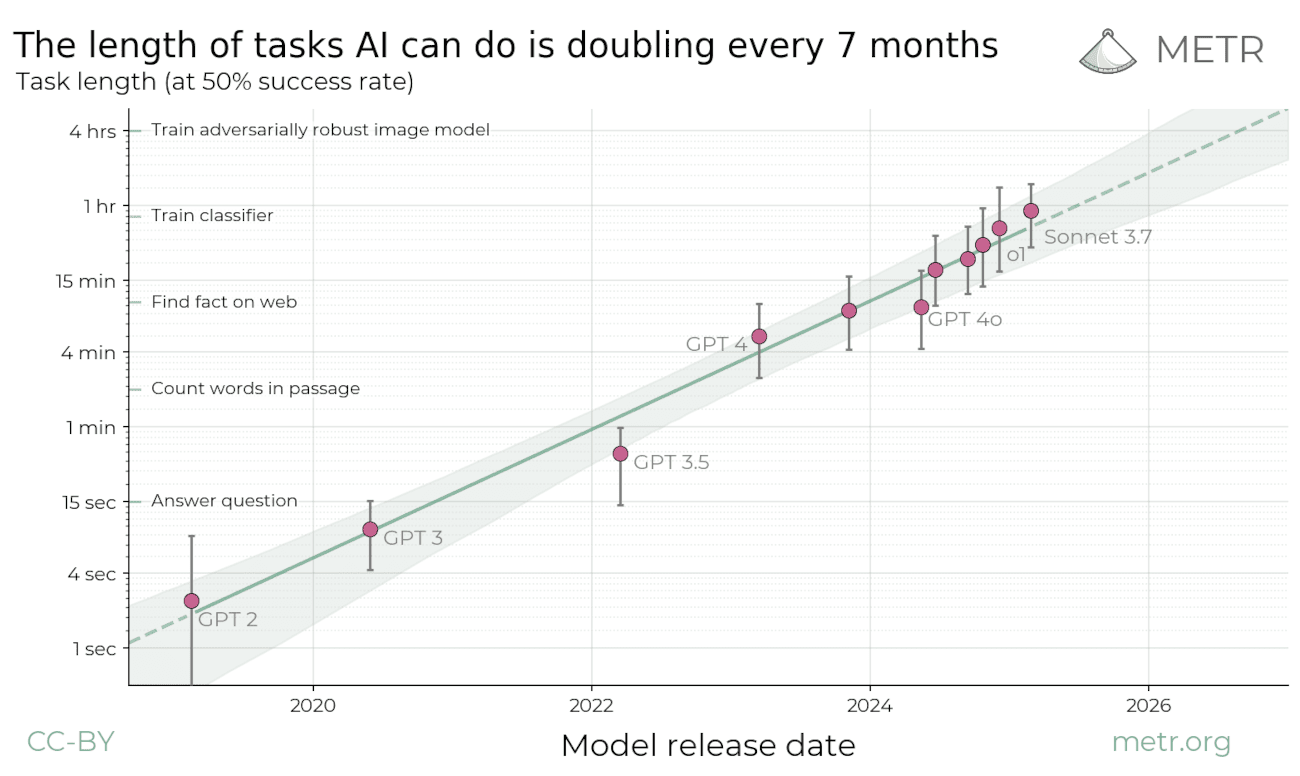 The length of tasks AI can do is doubling every 7 months
METR
Task length (at 50% success rate)
4 hrs
Train adversarially robust image model
1 hr
Train classifier
Sonnet 3.7
o1
15 min
Find fact on web
GPT 4o
GPT 4
4 min
Count words in passage
1 min
GPT 3.5
15 sec
Answer question
GPT 3
4 sec
GPT 2
1 sec
2020
2022
2024
2026
CC-BY
Model release date
metr.org